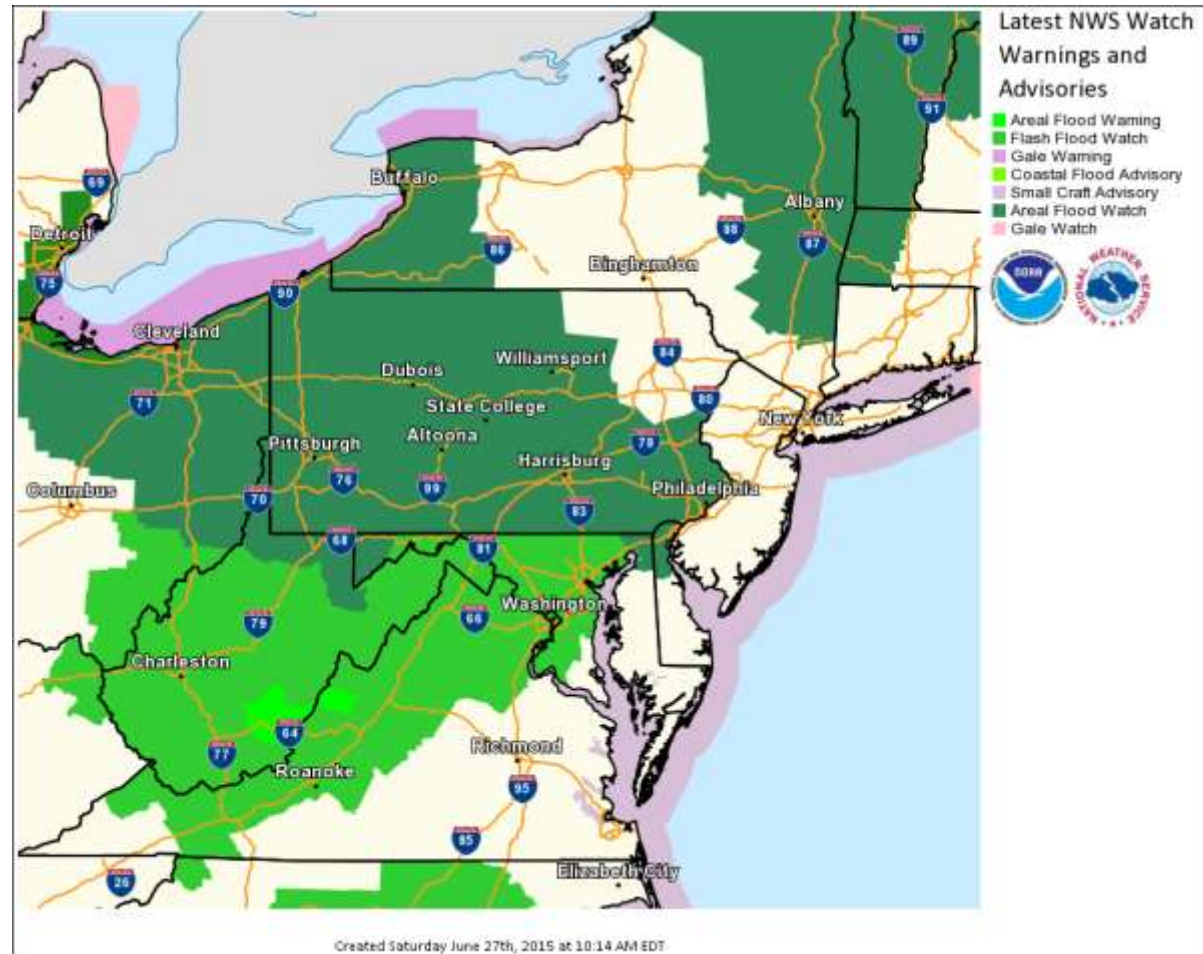 Latest NWS Watch
Warnings and
Advisories
Areal Flood Warning
Flash Flood Watch
Gale Warning
Coastal Flood Advisory
Small Craft Advisory
Areal Flood Watch
Gale Watch
NOAA
NATIONAL WEATHER SERVICE
89
91
69
Buffalo
Albany
Detroit
88
87
86
Binghamton
75
90
Cleveland
84
Williamsport
Dubois
80
71
State College
New York
Pittsburgh
Altoona
78
Harrisburg
76
Columbus
70
99
Philadelphia
83
68
81
Washington
66
79
Charleston
64
Richmond
77
Roanoke
95
85
Elizabeth City
26
Created Saturday June 27th, 2015 at 10:14 AM EDT